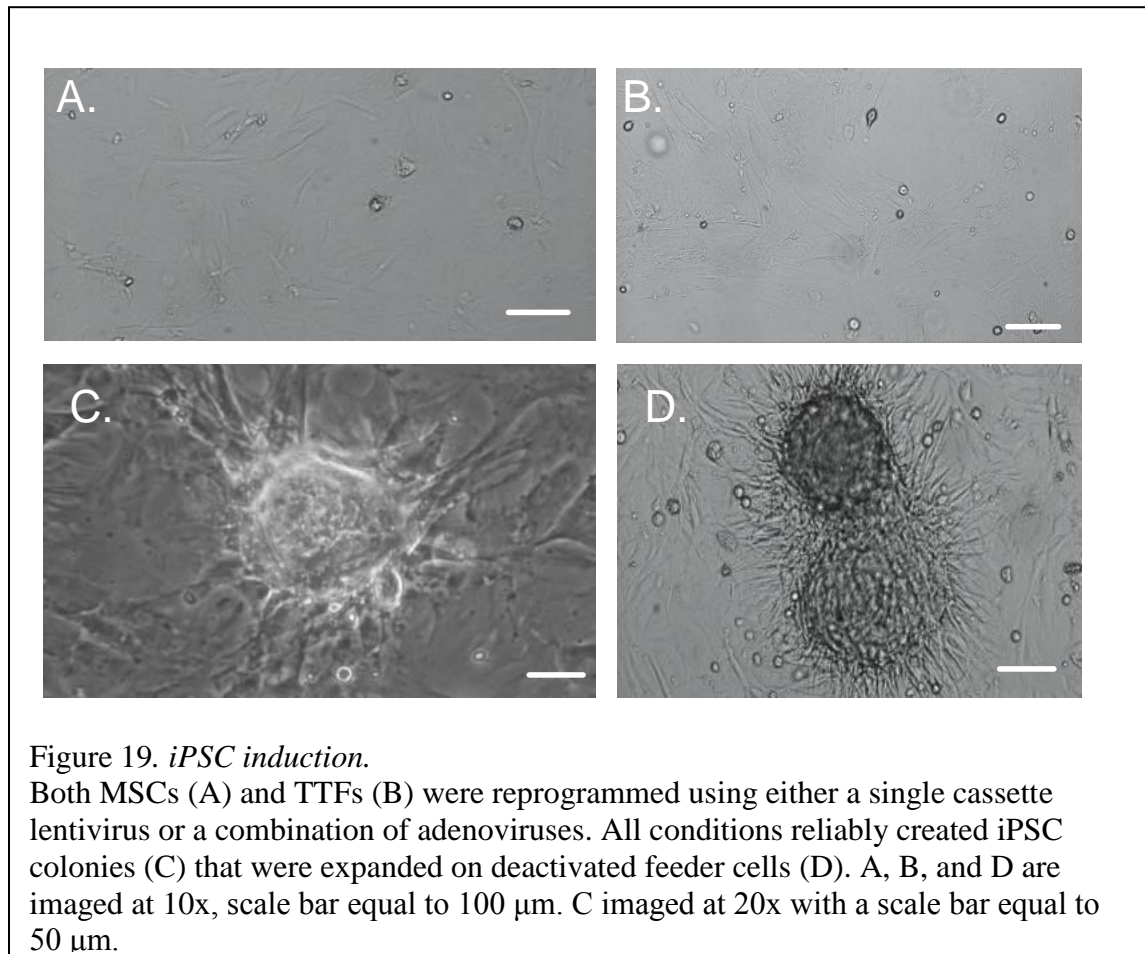 A.
B.
C.
D.
Figure 19. iPSC induction.
Both MSCs (A) and TTFs (B) were reprogrammed using either a single cassette
lentivirus or a combination of adenoviruses. All conditions reliably created iPSC
colonies (C) that were expanded on deactivated feeder cells (D). A, B, and D are
imaged at 10x, scale bar equal to 100 μm. C imaged at 20x with a scale bar equal to
50 μm.